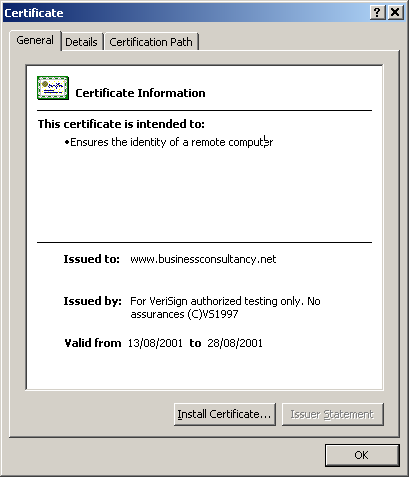 Certificate
General
Details
Certification Path
Certificate Information
This certificate is intended to:
•Ensures the identity of a remote computer
Issued to: www.businessconsultancy.net
Issued by: For VeriSign authorized testing only. No
assurances (C)VS1997
Valid from 13/08/2001 to 28/08/2001
Install Certificate...
Issuer Statement
OK